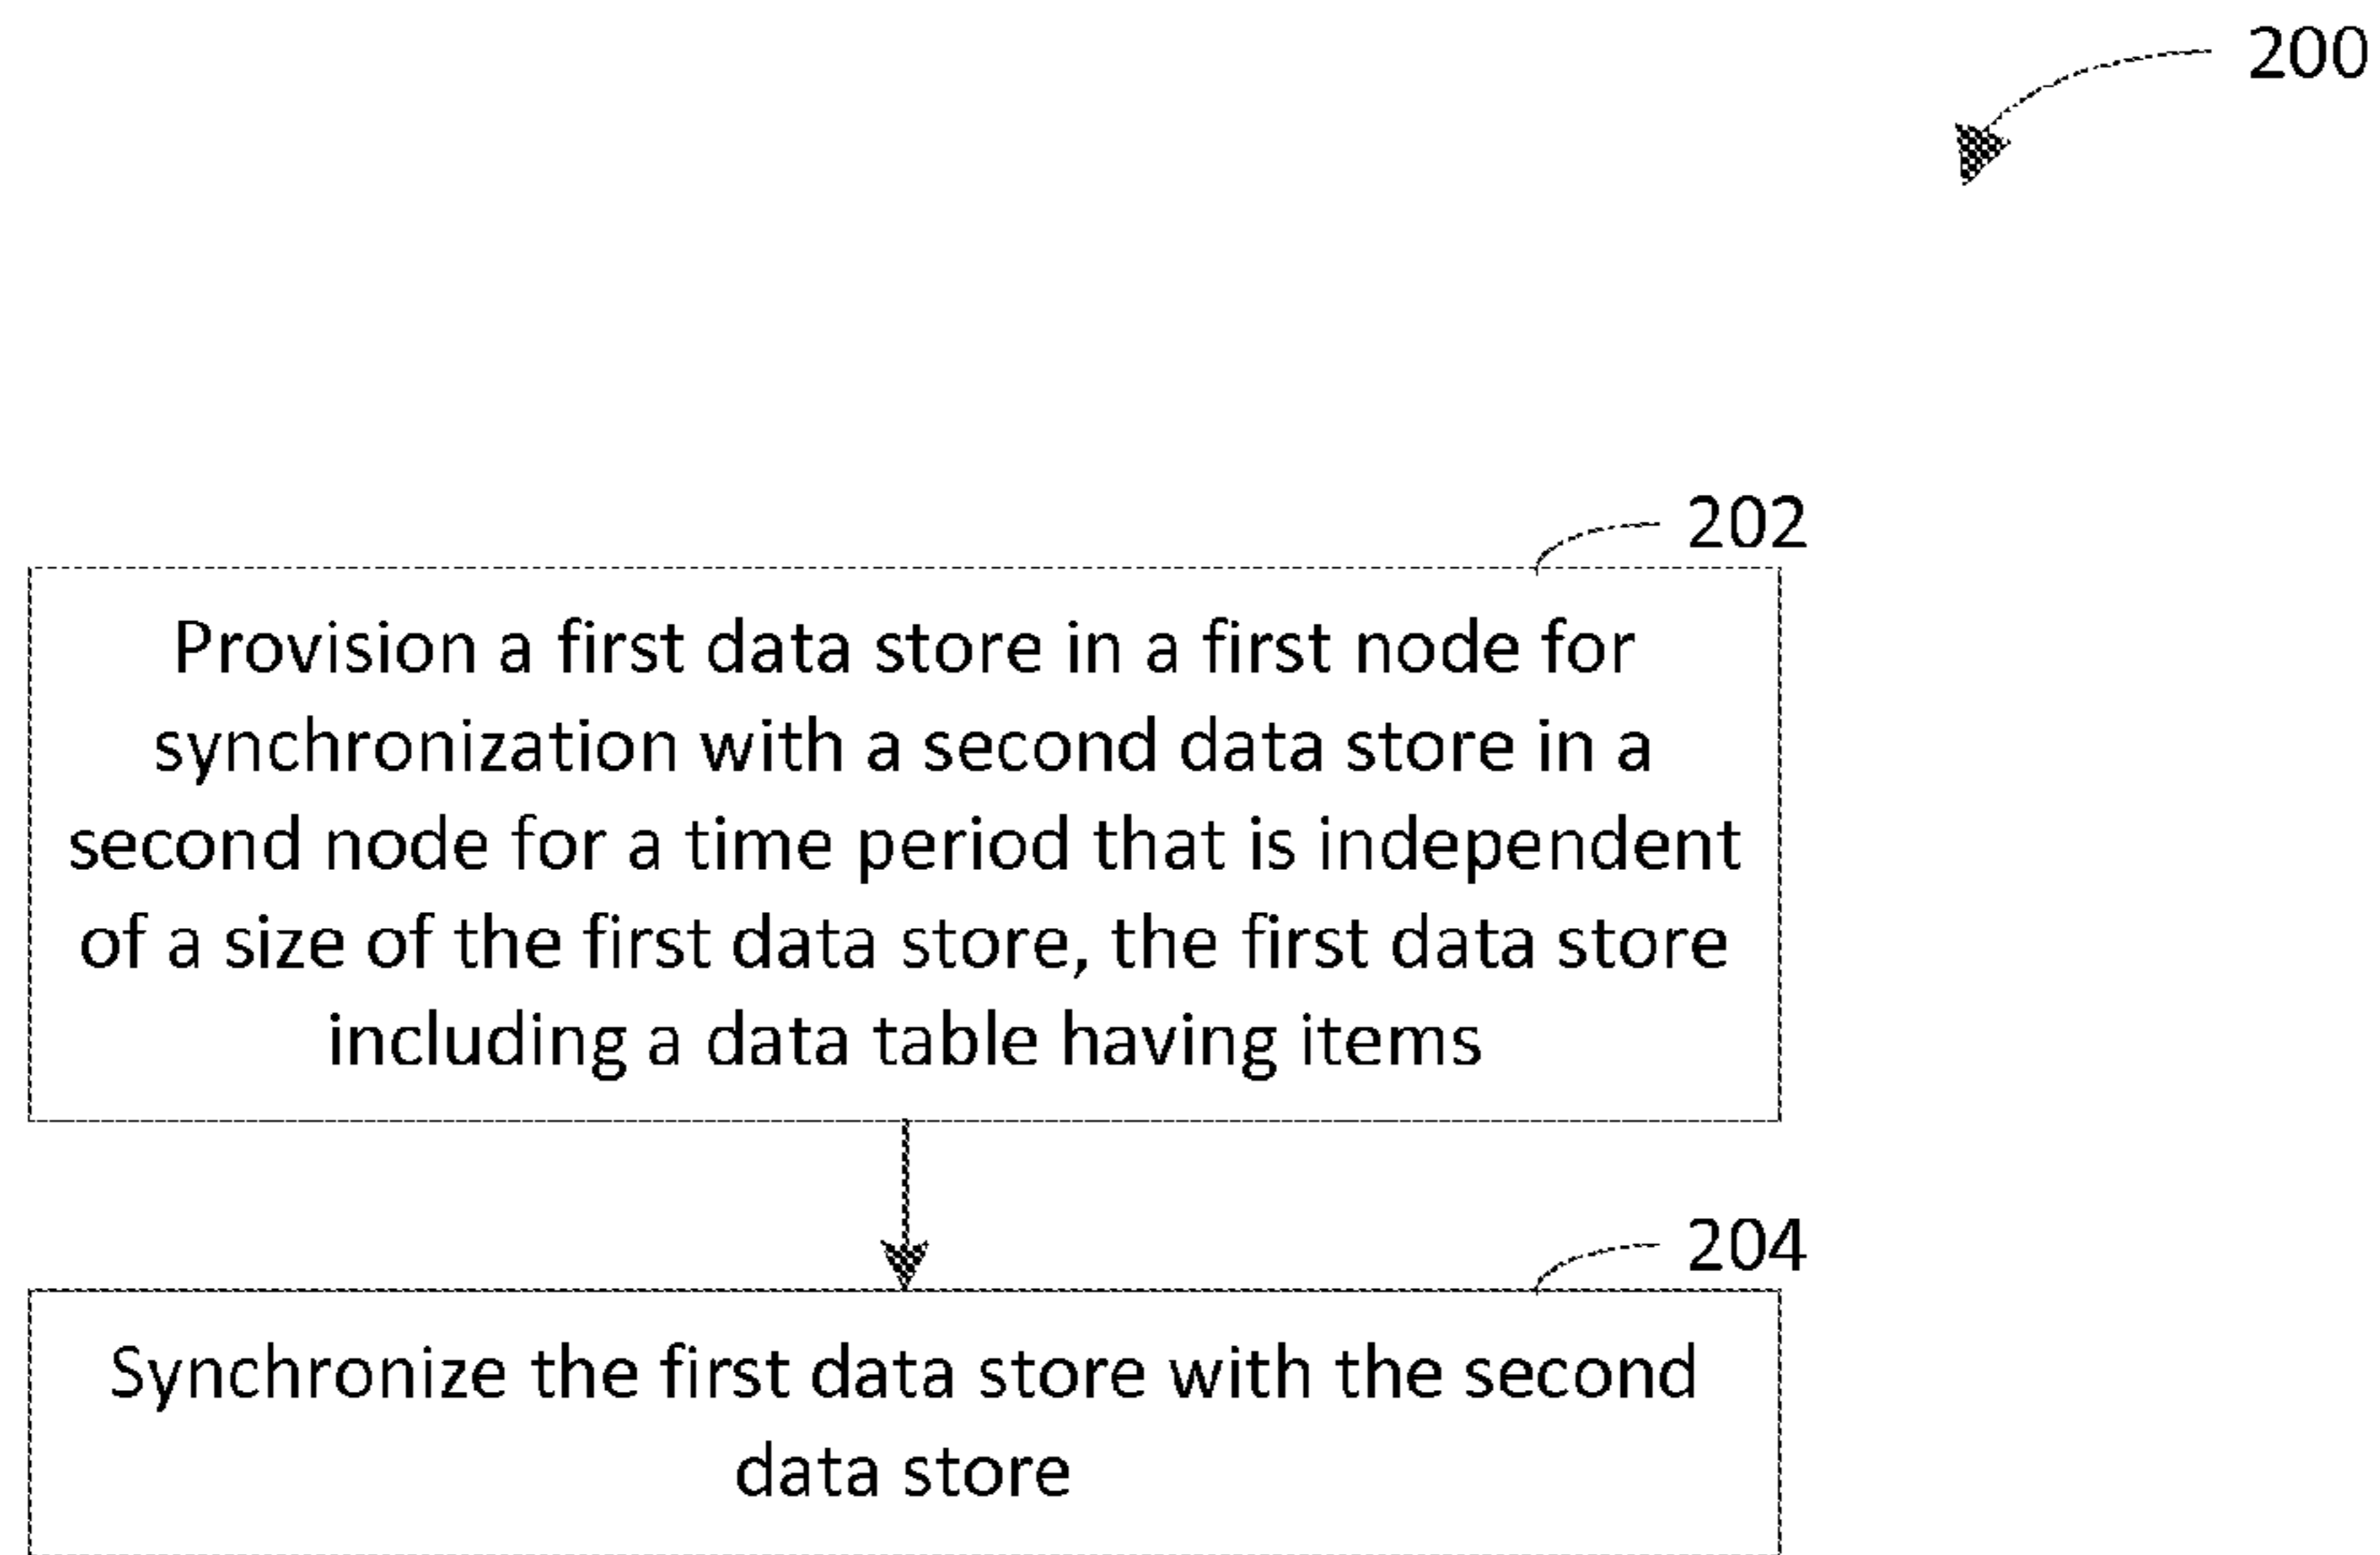 200
202
Provision a first data store in a first node for
synchronization with a second data store in a
second node for a time period that is independent
of a size of the first data store, the first data store
including a data table having items
204
Synchronize the first data store with the second
data store